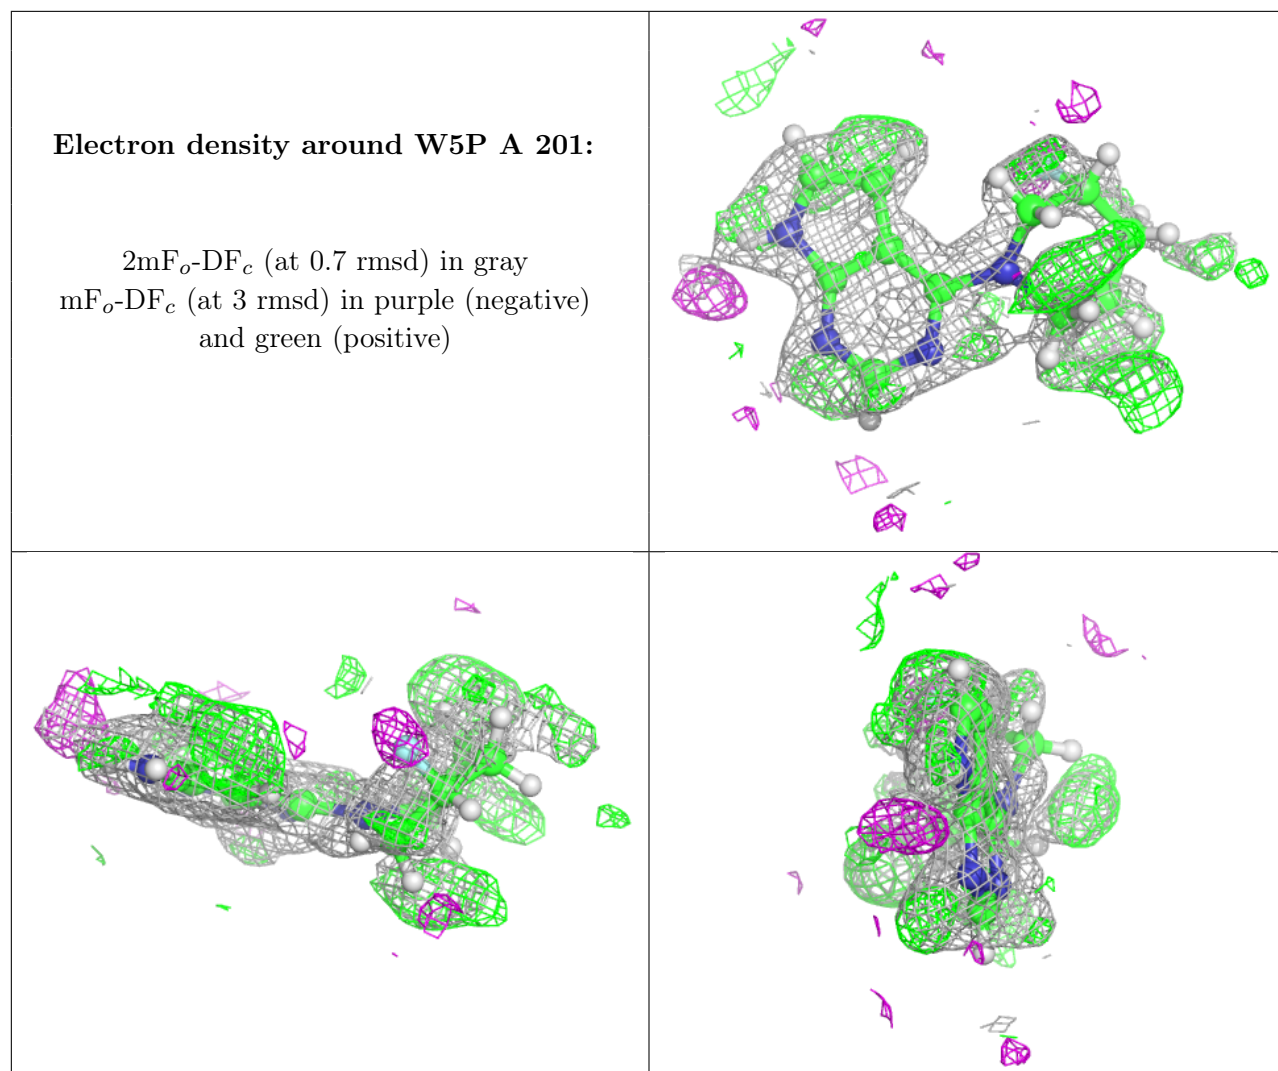 Electron density around W5P A 201:
2mFo-DFc (at 0.7 rmsd) in gray
mFo-DFc (at 3 rmsd) in purple (negative)
and green (positive)